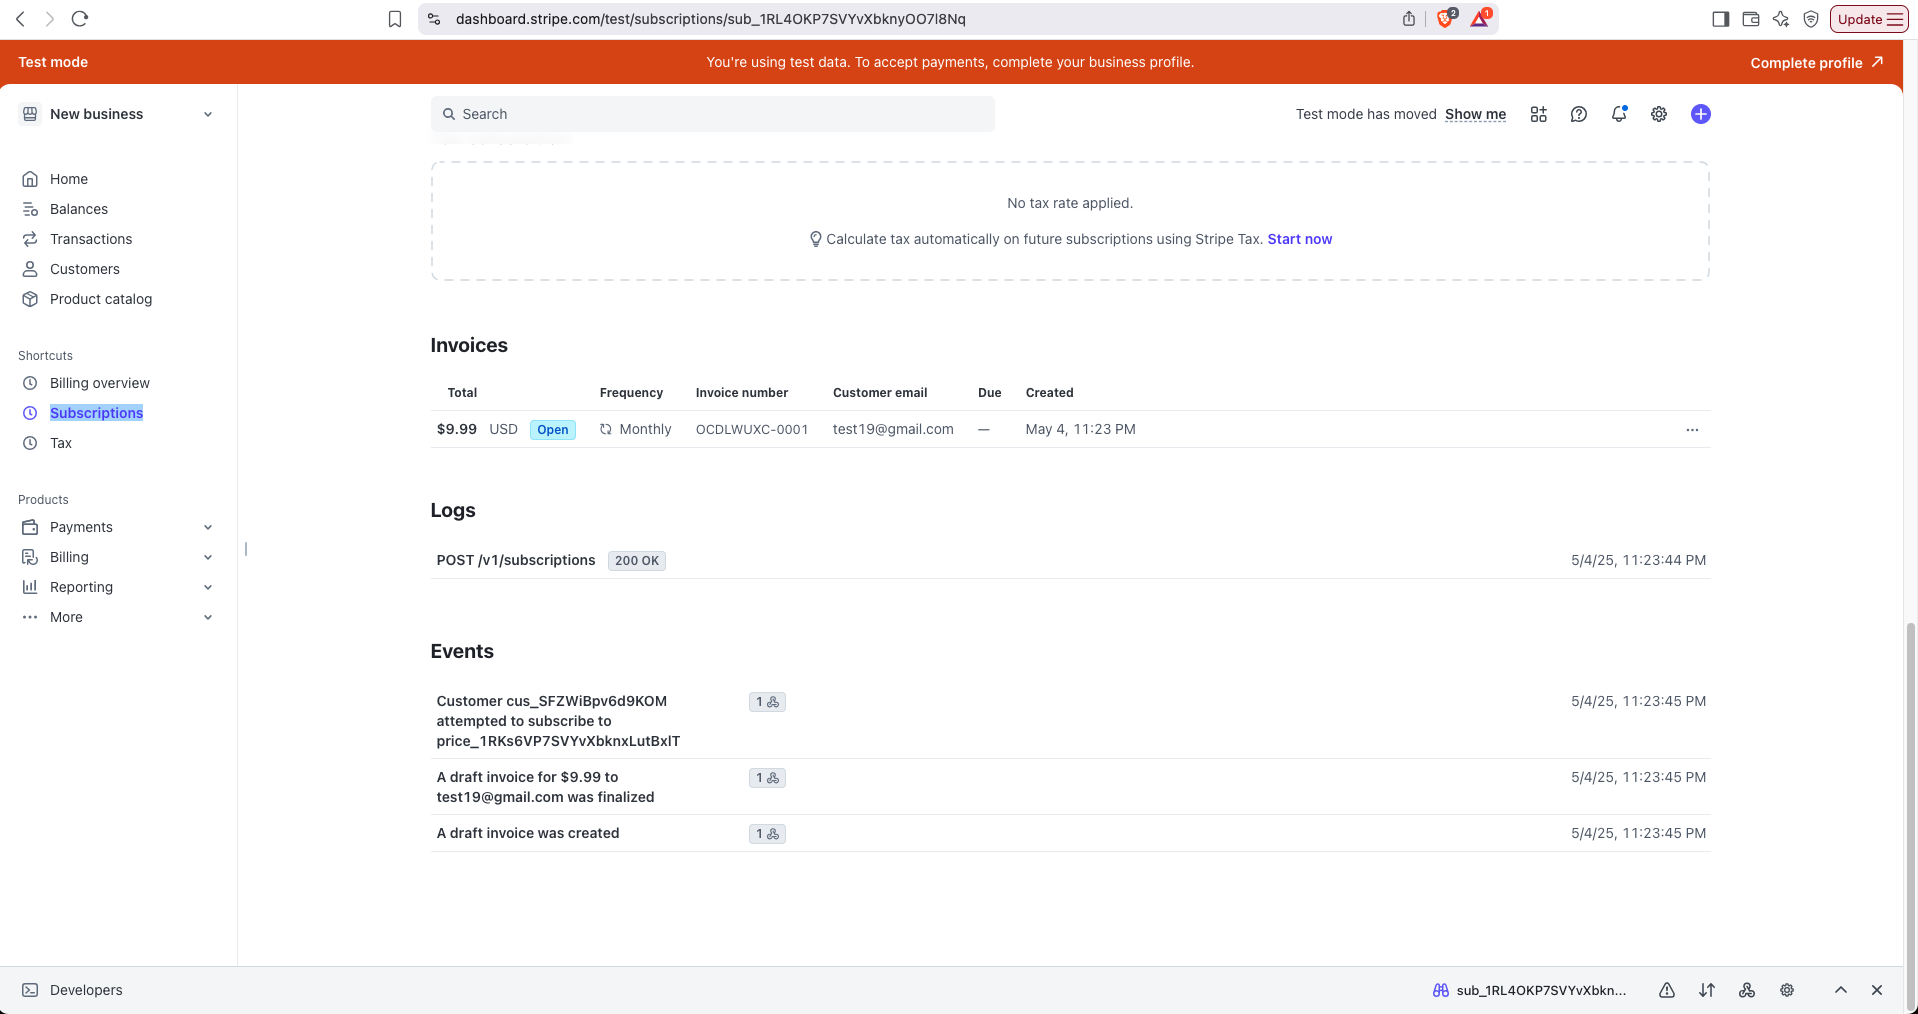 dashboard.stripe.com/test/subscriptions/sub_1RL4OKP7SVYvXbknyOO7l8Nq
2
1
Update
Test mode
You're using test data. To accept payments, complete your business profile.
Complete profile
New business
Search
Test mode has moved Show me
Home
Balances
Transactions
Customers
Product catalog
Shortcuts
Billing overview
Subscriptions
Tax
Products
Payments
Billing
Reporting
More
No tax rate applied.
Calculate tax automatically on future subscriptions using Stripe Tax. Start now
Invoices
Total Frequency Invoice number Customer email Due Created
$9.99 USD Open Monthly OCDLWUXC-0001 test19@gmail.com — May 4, 11:23 PM
Logs
POST /v1/subscriptions 200 OK 5/4/25, 11:23:44 PM
Events
Customer cus_SFZWiBpv6d9KOM 1 5/4/25, 11:23:45 PM
attempted to subscribe to
price_1RKs6VP7SVYvXbknxLutBxIT
A draft invoice for $9.99 to 1 5/4/25, 11:23:45 PM
test19@gmail.com was finalized
A draft invoice was created 1 5/4/25, 11:23:45 PM
Developers
sub_1RL4OKP7SVYvXbkn...